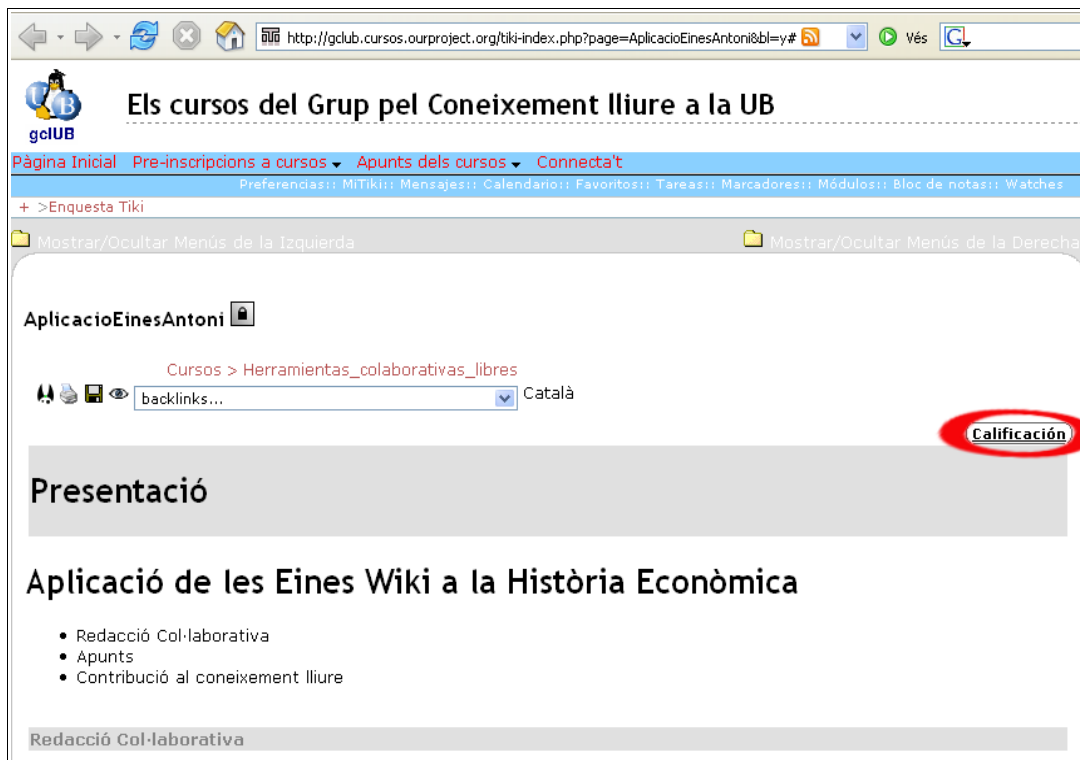 http://gclub.cursos.ourproject.org/tiki-index.php?page=AplicacioEinesAntoni&bl=y# Vés G
gclUB
Els cursos del Grup pel Coneixement lliure a la UB
Pàgina Inicial Pre-inscripcions a cursos Apunts dels cursos Connecta't
Preferencias:: MiTiki:: Mensajes:: Calendario:: Favoritos:: Tareas:: Marcadores:: Módulos:: Bloc de notas:: Watches
+ >Enquesta Tiki
Mostrar/Ocultar Menús de la Izquierda Mostrar/Ocultar Menús de la Derecha
AplicacioEinesAntoni
Cursos > Herramientas_colaborativas_libres
backlinks... Català
Calificación
Presentació
Aplicació de les Eines Wiki a la Història Econòmica
• Redacció Col·laborativa
• Apunts
• Contribució al coneixement lliure
Redacció Col·laborativa